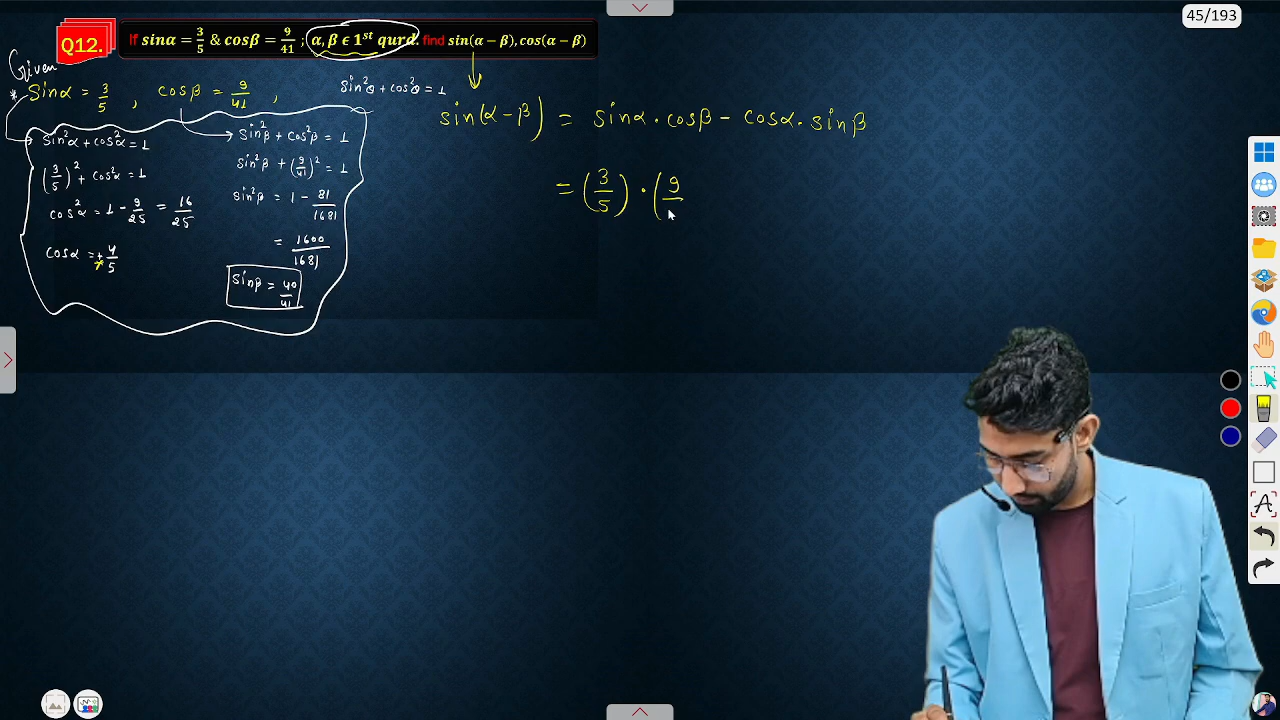 45/193
Q12. If sinα = 3/5 & cosβ = 9/41 ; α, β ϵ 1st qurd. find sin(α − β), cos(α − β)
Given
* Sinα = 3/5 , cosβ = 9/41 ,
sin²θ + cos²θ = 1
sin²α + cos²α = 1
(3/5)² + cos²α = 1
cos²α = 1 - 9/25 = 16/25
cosα = + 4/5
sin²β + cos²β = 1
sin²β + (9/41)² = 1
sin²β = 1 - 81/1681
= 1600/1681
sinβ = 40/41
sin(α - β) = sinα · cosβ - cosα · sinβ
= (3/5) · (9